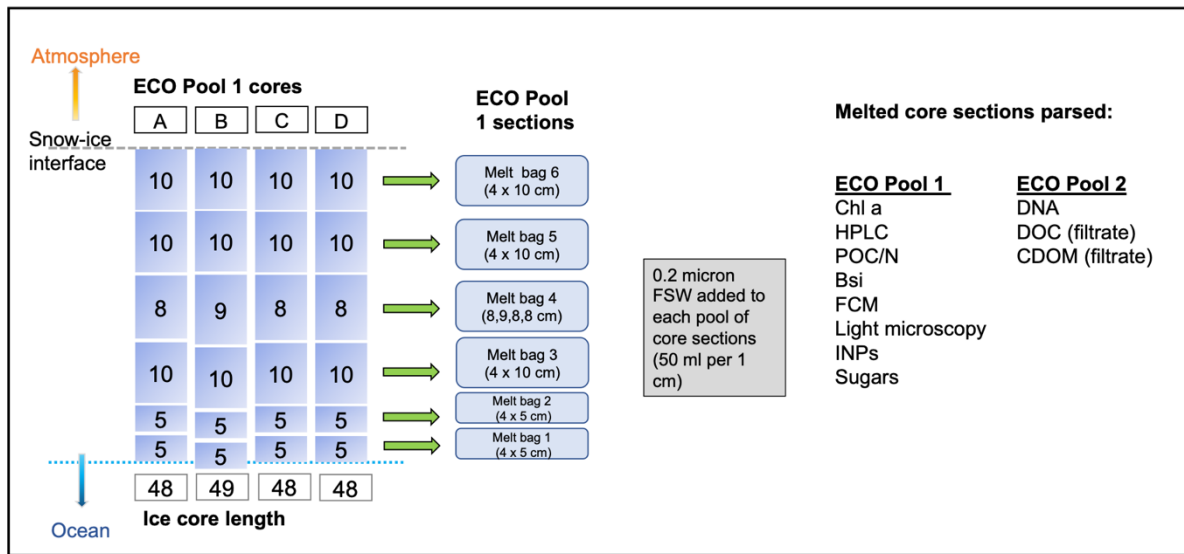 Atmosphere
ECO Pool 1 cores
A B C D
Snow-ice
interface
10 10 10 10
10 10 10 10
8 9 8 8
10 10 10 10
5 5 5 5
5 5 5 5
48 49 48 48
Ice core length
Ocean
ECO Pool
1 sections
Melt bag 6
(4 x 10 cm)
Melt bag 5
(4 x 10 cm)
Melt bag 4
(8,9,8,8 cm)
Melt bag 3
(4 x 10 cm)
Melt bag 2
(4 x 5 cm)
Melt bag 1
(4 x 5 cm)
0.2 micron
FSW added to
each pool of
core sections
(50 ml per 1
cm)
Melted core sections parsed:
ECO Pool 1
Chl a
HPLC
POC/N
Bsi
FCM
Light microscopy
INPs
Sugars
ECO Pool 2
DNA
DOC (filtrate)
CDOM (filtrate)